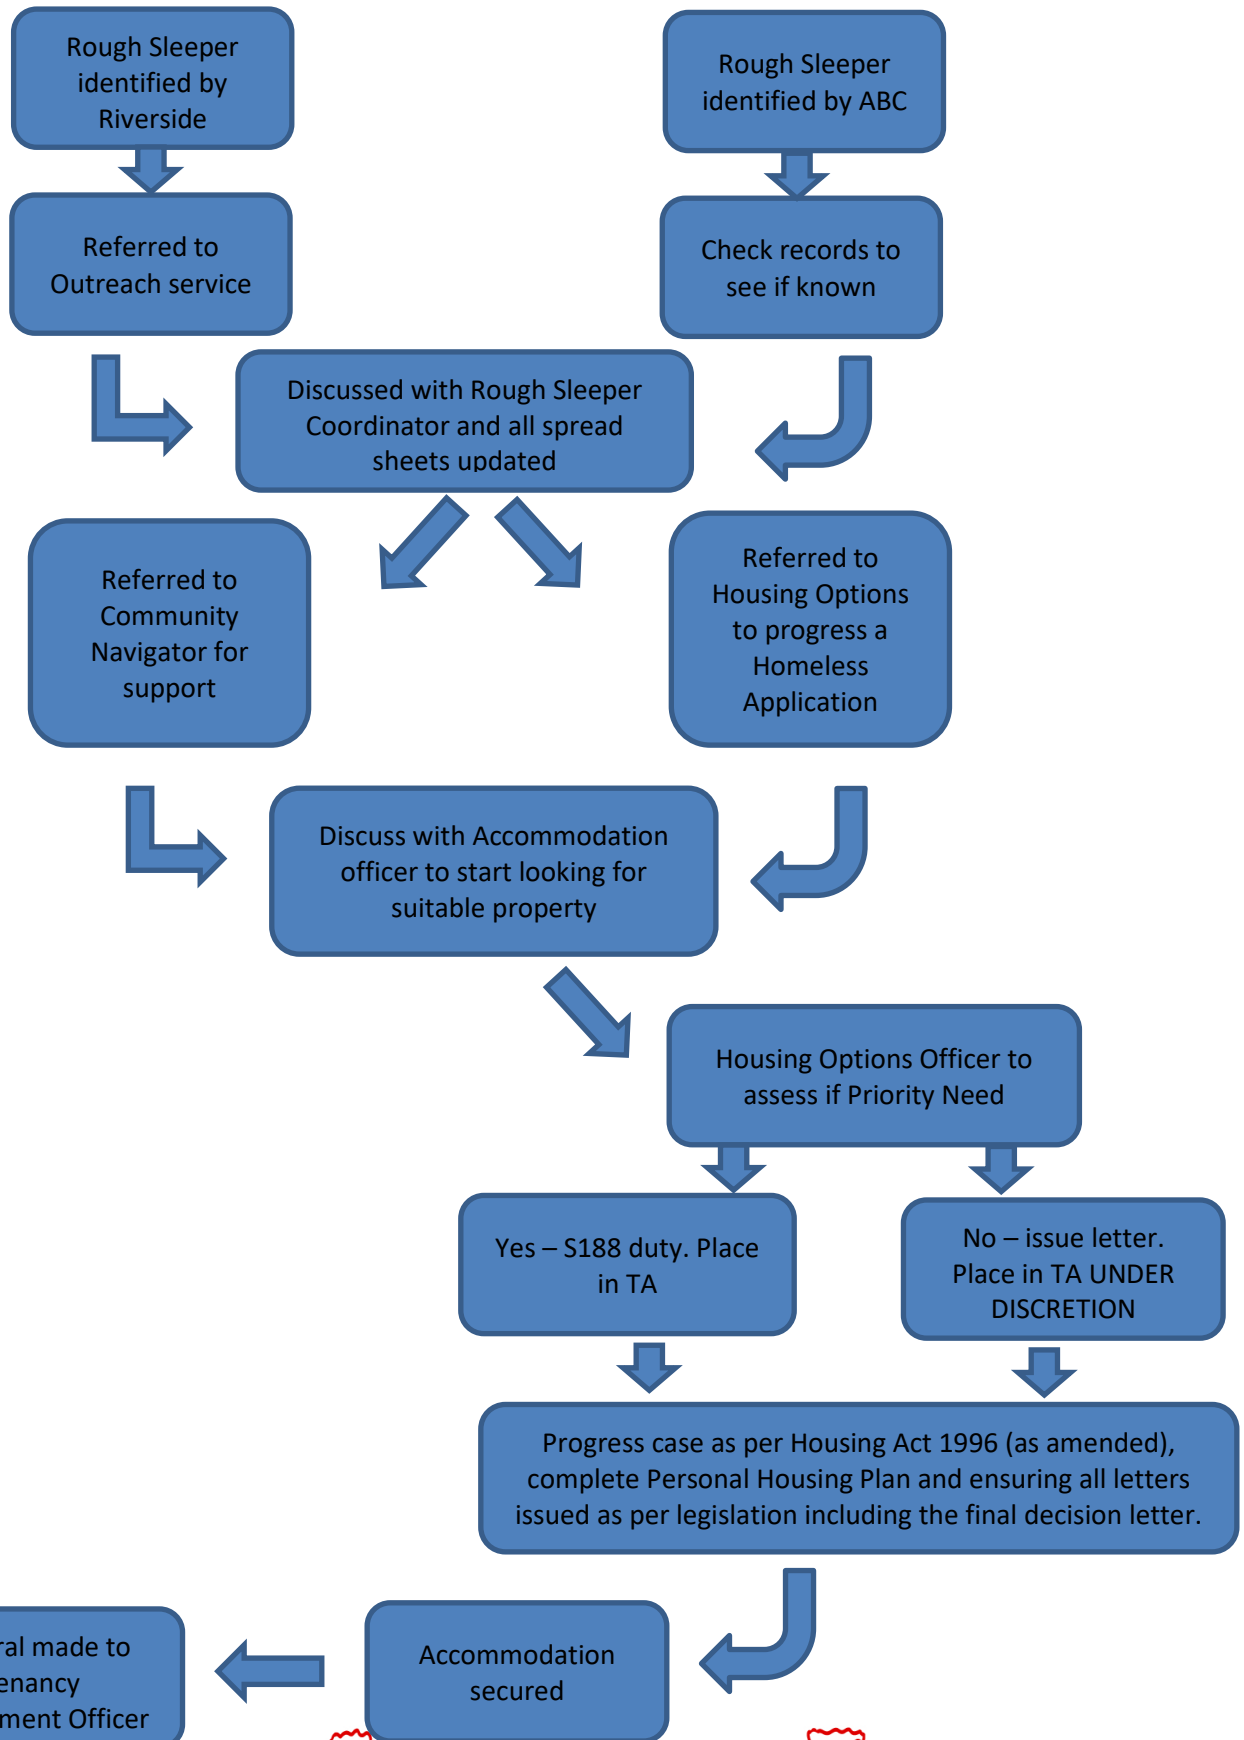 Rough Sleeper
identified by
Riverside
Rough Sleeper
identified by ABC
Referred to
Outreach service
Check records to
see if known
Discussed with Rough Sleeper
Coordinator and all spread
sheets updated
Referred to
Community
Navigator for
support
Referred to
Housing Options
to progress a
Homeless
Application
Discuss with Accommodation
officer to start looking for
suitable property
Housing Options Officer to
assess if Priority Need
Yes – S188 duty. Place
in TA
No – issue letter.
Place in TA UNDER
DISCRETION
Progress case as per Housing Act 1996 (as amended),
complete Personal Housing Plan and ensuring all letters
issued as per legislation including the final decision letter.
Accommodation
secured
ral made to
enancy
ment Officer